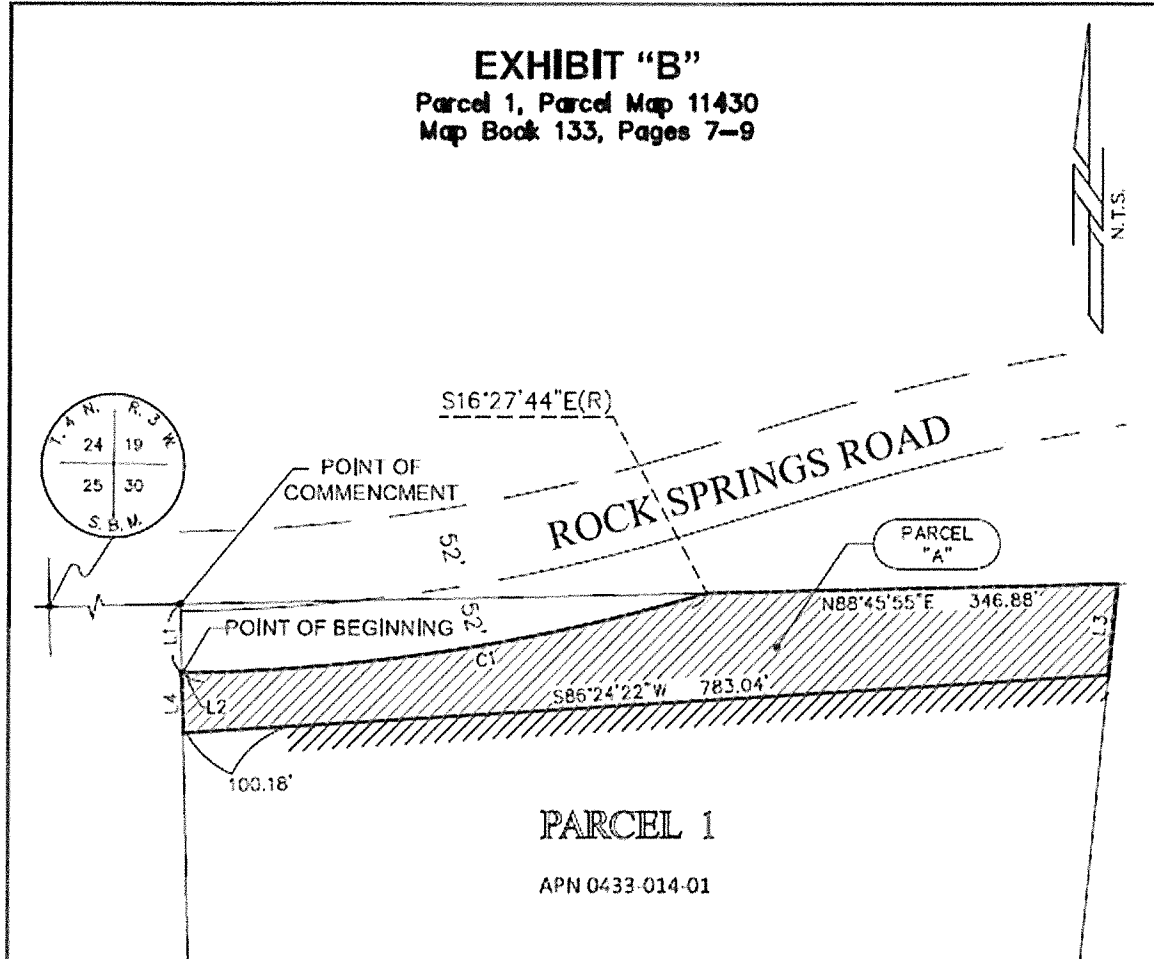 EXHIBIT “B”
Parcel 1, Parcel Map 11430
Map Book 133, Pages 7–9
N.T.S.
S16°27'44"E(R)
T. 4 N. R. 3 W.
24 19
25 30
S. B. M.
POINT OF
COMMENCMENT
52'
ROCK SPRINGS ROAD
PARCEL
"A"
N88°45'55"E 346.88'
L1
POINT OF BEGINNING
52'
C1
L3
S86°24'22"W 783.04'
L4
L2
100.18'
PARCEL 1
APN 0433-014-01